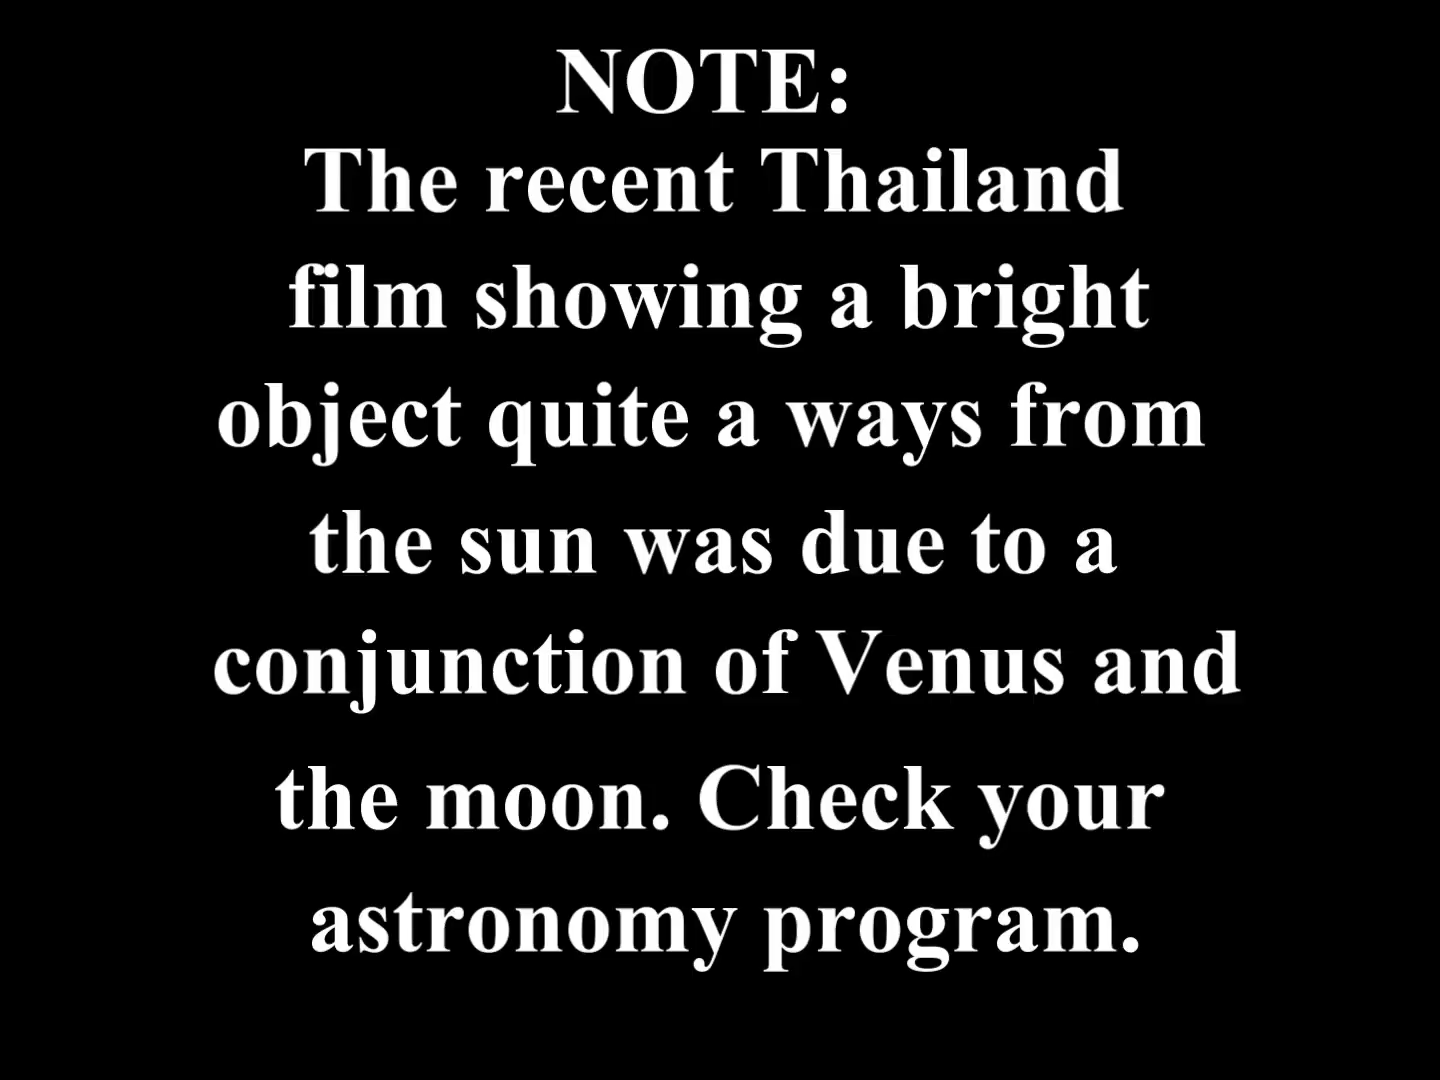 NOTE:
The recent Thailand
film showing a bright
object quite a ways from
the sun was due to a
conjunction of Venus and
the moon. Check your
astronomy program.